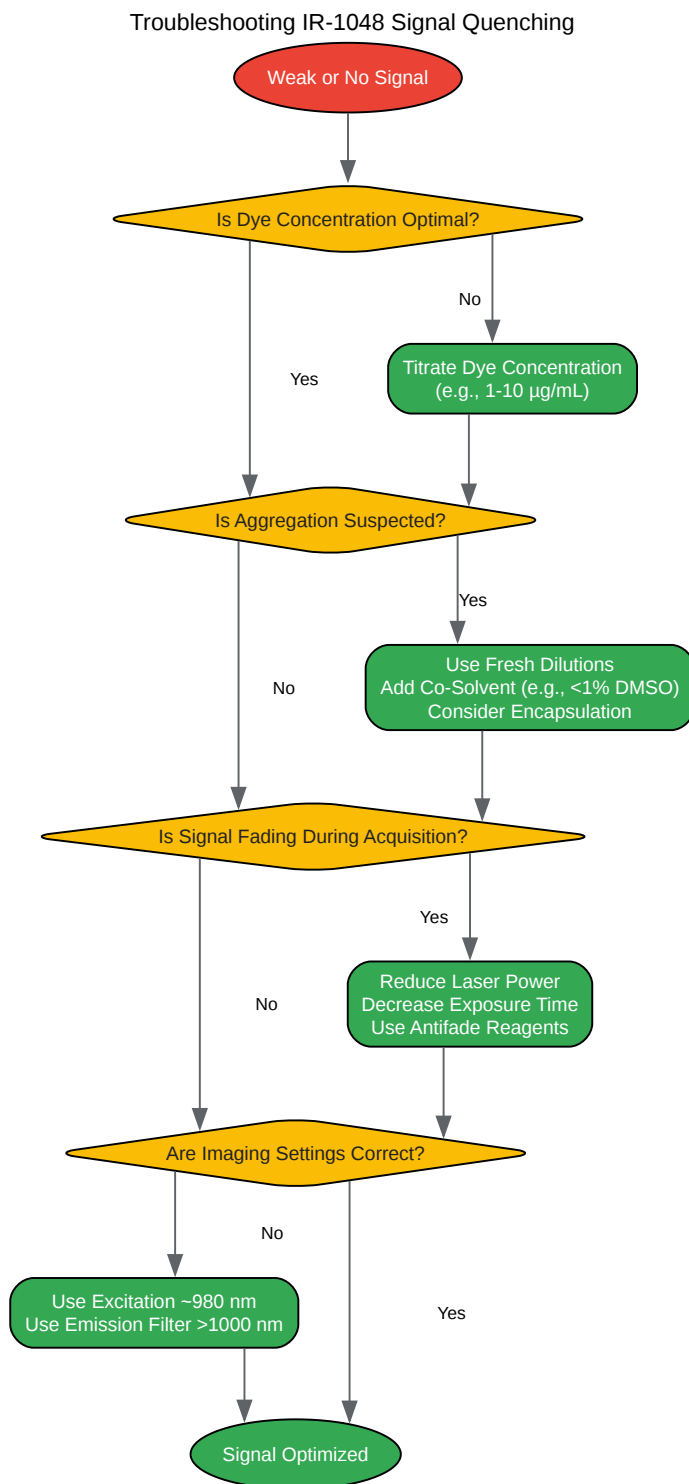 Troubleshooting IR-1048 Signal Quenching
Weak or No Signal
Is Dye Concentration Optimal?
No
Yes
Titrate Dye Concentration
(e.g., 1-10 µg/mL)
Is Aggregation Suspected?
Yes
No
Use Fresh Dilutions
Add Co-Solvent (e.g., <1% DMSO)
Consider Encapsulation
Is Signal Fading During Acquisition?
Yes
No
Reduce Laser Power
Decrease Exposure Time
Use Antifade Reagents
Are Imaging Settings Correct?
No
Yes
Use Excitation ~980 nm
Use Emission Filter >1000 nm
Signal Optimized